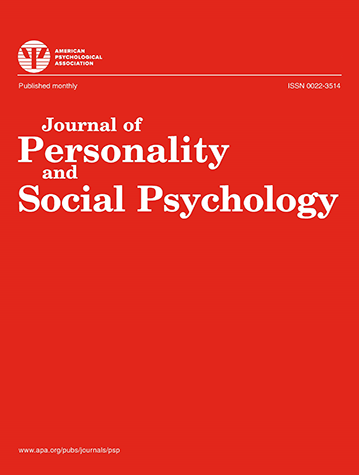 AMERICAN
PSYCHOLOGICAL
ASSOCIATION
Published monthly ISSN 0022-3514
Journal of
Personality
and
Social Psychology
www.apa.org/pubs/journals/psp